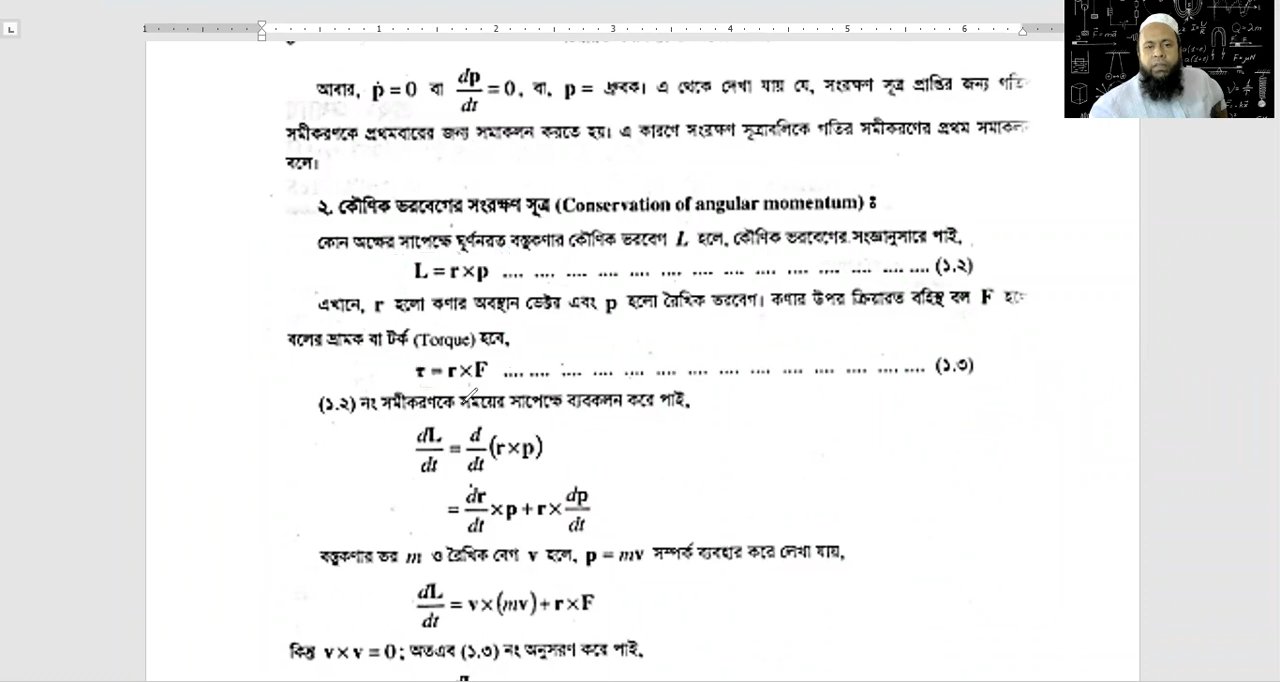 আবার, ṗ = 0 বা dp/dt = 0, বা, p = ধ্রুবক। এ থেকে দেখা যায় যে, সংরক্ষণ সূত্র প্রাপ্তির জন্য
সমীকরণকে প্রথমবারের জন্য সমাকলন করতে হয়। এ কারণে সংরক্ষণ সূত্রাবলিকে গতির সমীকরণের প্রথম
বলে।
২. কৌণিক ভরবেগের সংরক্ষণ সূত্র (Conservation of angular momentum) ঃ
কোন অক্ষের সাপেক্ষে ঘূর্ণনরত বস্তুকণার কৌণিক ভরবেগ L হলে, কৌণিক ভরবেগের সংজ্ঞানুসারে পাই,
L = r × p .... .... .... .... .... .... .... .... .... .... .... .... .... .... (১.২)
এখানে, r হলো কণার অবস্থান ভেক্টর এবং p হলো রৈখিক ভরবেগ। কণার উপর ক্রিয়ারত বহিস্থ বল F
বলের ভ্রামক বা টর্ক (Torque) হবে,
τ = r × F .... .... .... .... .... .... .... .... .... .... .... .... .... .... (১.৩)
(১.২) নং সমীকরণকে সময়ের সাপেক্ষে ব্যবকলন করে পাই,
dL/dt = d/dt (r × p)
= dr/dt × p + r × dp/dt
বস্তুকণার ভর m ও রৈখিক বেগ v হলে, p = mv সম্পর্ক ব্যবহার করে লেখা যায়,
dL/dt = v × (mv) + r × F
কিন্তু v × v = 0 ; অতএব (১.৩) নং অনুসরণ করে পাই,